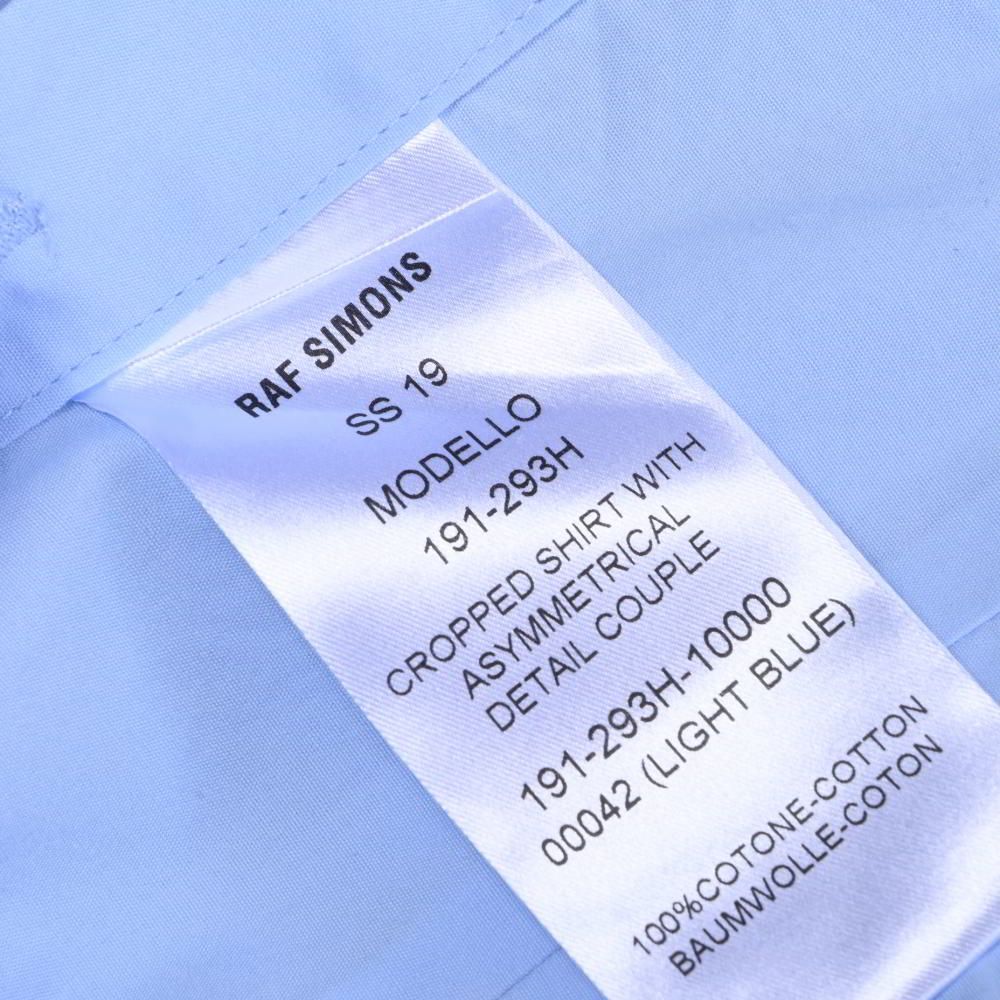 RAF SIMONS
SS 19
MODELLO
191-293H
CROPPED SHIRT WITH
ASYMMETRICAL
DETAIL COUPLE
191-293H-10000
00042 (LIGHT BLUE)
100%COTONE-COTTON
BAUMWOLLE-COTON